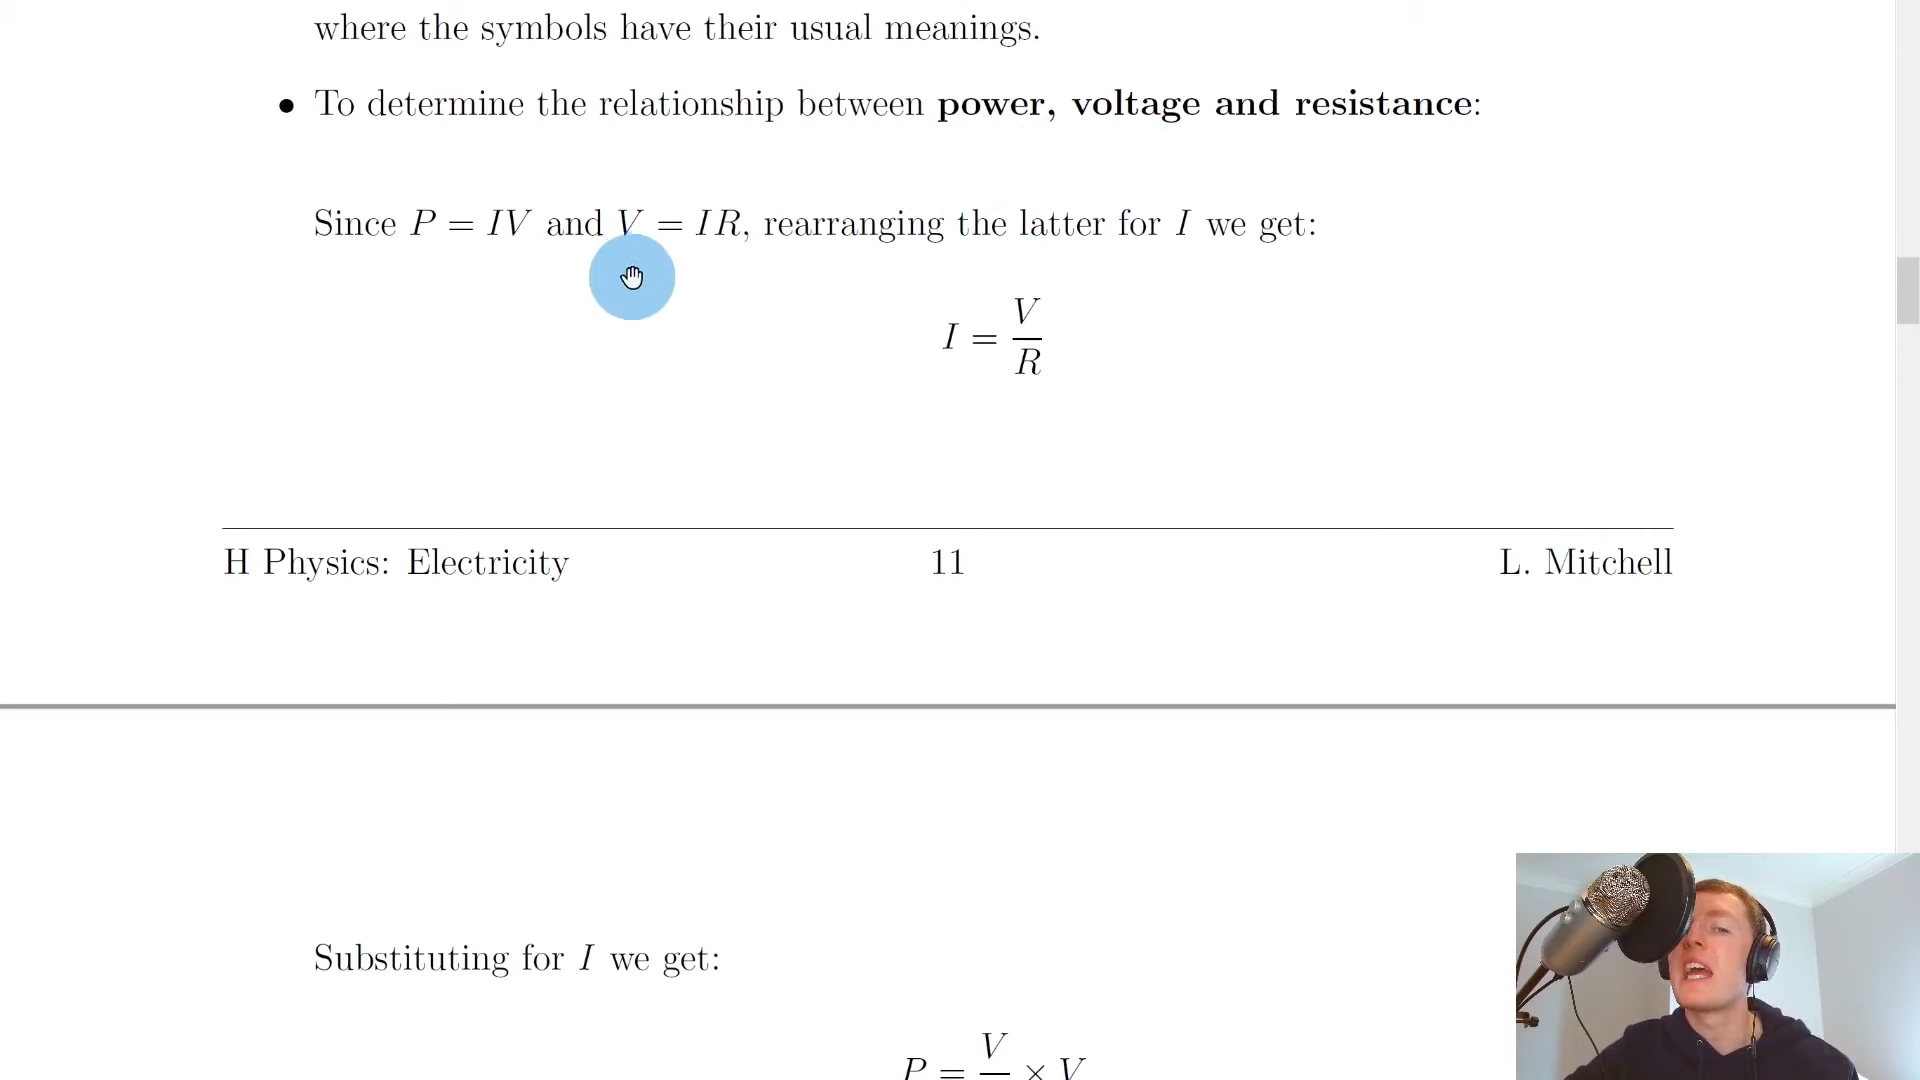 where the symbols have their usual meanings.
• To determine the relationship between power, voltage and resistance:
Since P = IV and V = IR, rearranging the latter for I we get:
I = V/R
H Physics: Electricity 11 L. Mitchell
Substituting for I we get:
P = V × V